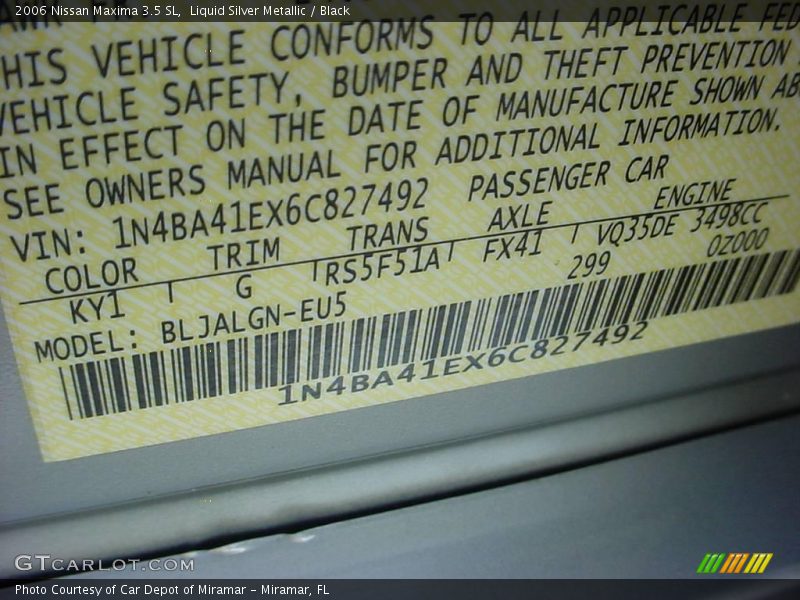 2006 Nissan Maxima 3.5 SL, Liquid Silver Metallic / Black
THIS VEHICLE CONFORMS TO ALL APPLICABLE FED
VEHICLE SAFETY, BUMPER AND THEFT PREVENTION
IN EFFECT ON THE DATE OF MANUFACTURE SHOWN AB
SEE OWNERS MANUAL FOR ADDITIONAL INFORMATION.
VIN: 1N4BA41EX6C827492 PASSENGER CAR
COLOR TRIM TRANS AXLE ENGINE
KY1 G RS5F51A FX41 VQ35DE 3498CC
MODEL: BLJALGN-EU5 299 0Z000
1N4BA41EX6C827492
GTCARLOT.COM
Photo Courtesy of Car Depot of Miramar - Miramar, FL